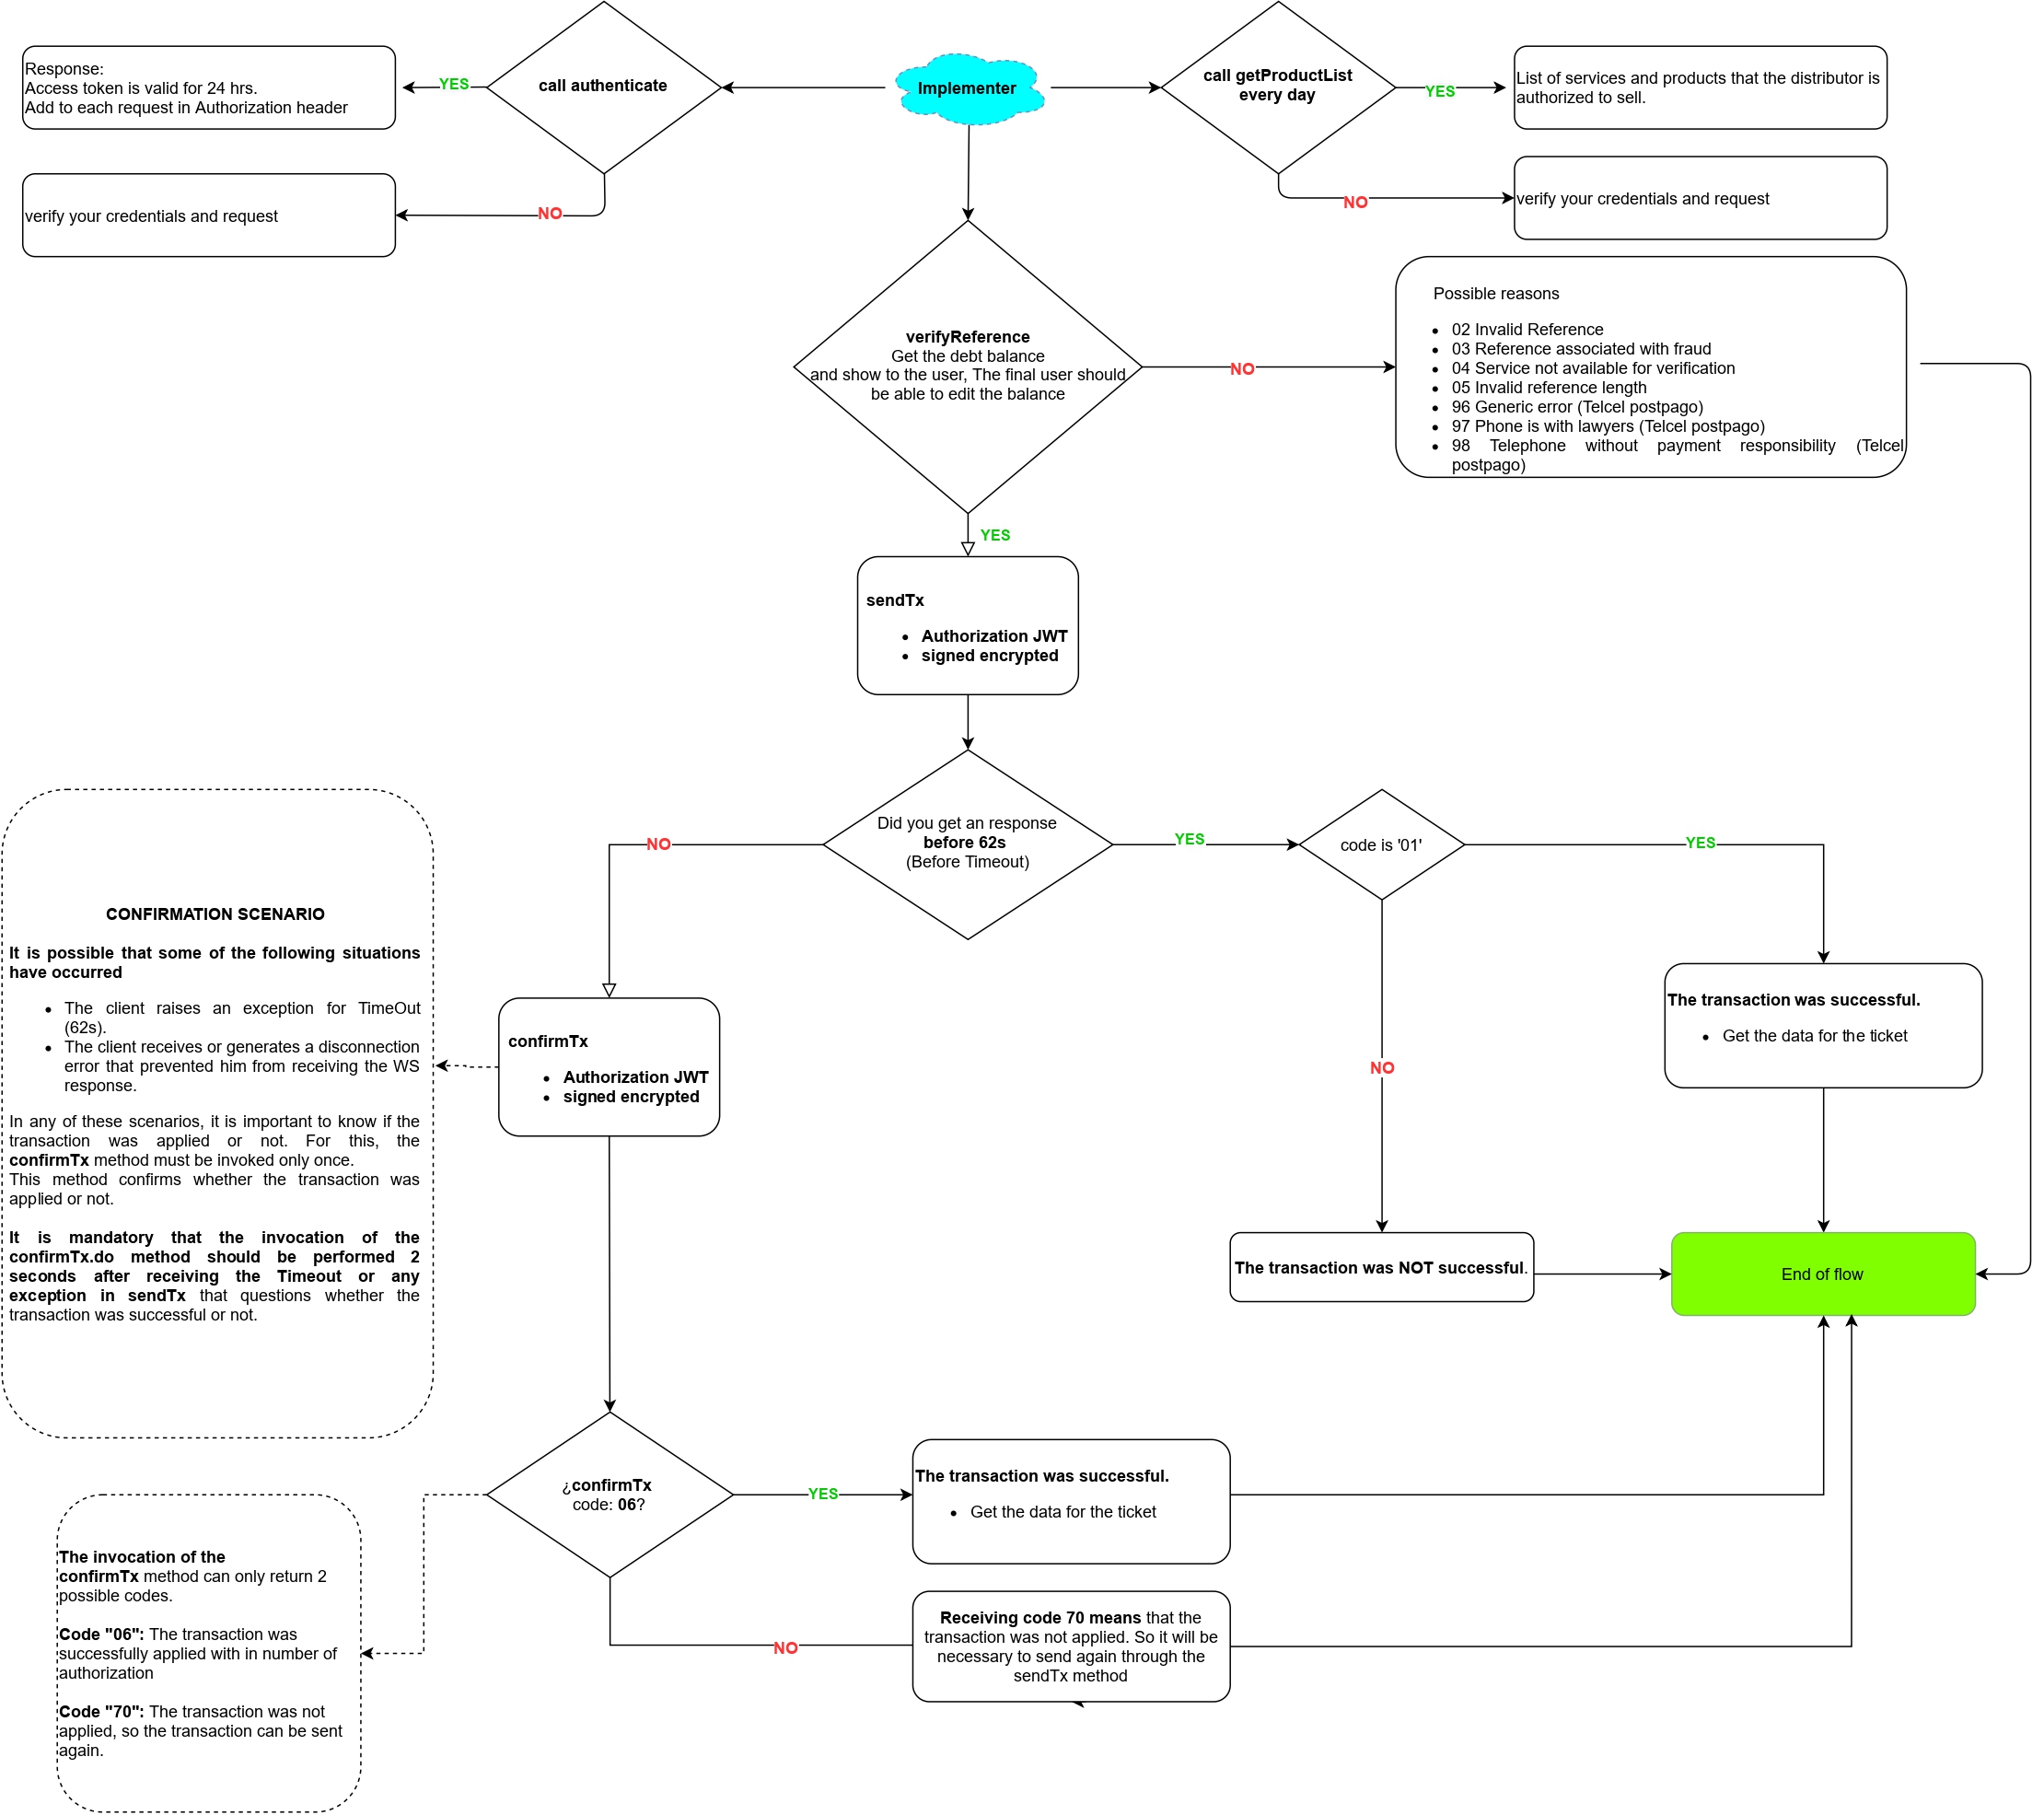 Response:
Access token is valid for 24 hrs.
Add to each request in Authorization header
YES
call authenticate
Implementer
call getProductList
every day
YES
List of services and products that the distributor is
authorized to sell.
verify your credentials and request
NO
NO
verify your credentials and request
verifyReference
Get the debt balance
and show to the user, The final user should
be able to edit the balance
NO
Possible reasons
• 02 Invalid Reference
• 03 Reference associated with fraud
• 04 Service not available for verification
• 05 Invalid reference length
• 96 Generic error (Telcel postpago)
• 97 Phone is with lawyers (Telcel postpago)
• 98 Telephone without payment responsibility (Telcel
postpago)
YES
sendTx
• Authorization JWT
• signed encrypted
Did you get an response
before 62s
(Before Timeout)
NO
YES
code is '01'
YES
CONFIRMATION SCENARIO
It is possible that some of the following situations
have occurred
• The client raises an exception for TimeOut
(62s).
• The client receives or generates a disconnection
error that prevented him from receiving the WS
response.
In any of these scenarios, it is important to know if the
transaction was applied or not. For this, the
confirmTx method must be invoked only once.
This method confirms whether the transaction was
applied or not.
It is mandatory that the invocation of the
confirmTx.do method should be performed 2
seconds after receiving the Timeout or any
exception in sendTx that questions whether the
transaction was successful or not.
confirmTx
• Authorization JWT
• signed encrypted
NO
The transaction was successful.
• Get the data for the ticket
The transaction was NOT successful.
End of flow
¿confirmTx
code: 06?
YES
The transaction was successful.
• Get the data for the ticket
NO
Receiving code 70 means that the
transaction was not applied. So it will be
necessary to send again through the
sendTx method
The invocation of the
confirmTx method can only return 2
possible codes.
Code "06": The transaction was
successfully applied with in number of
authorization
Code "70": The transaction was not
applied, so the transaction can be sent
again.